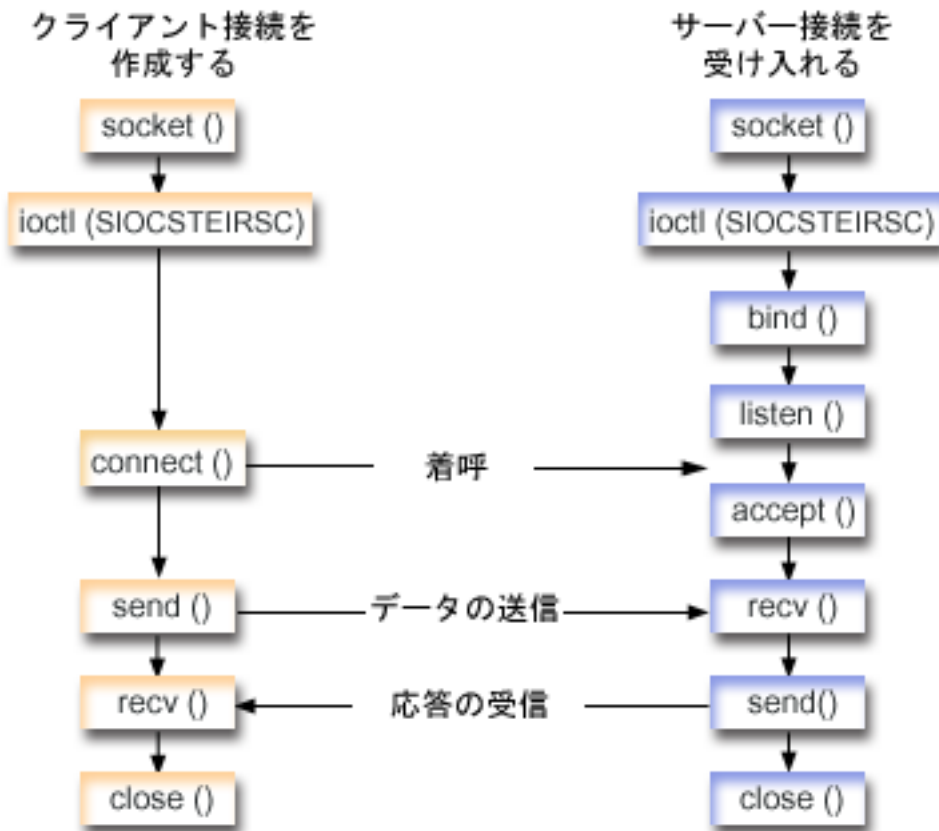 クライアント接続を
作成する
socket ()
ioctl (SIOCSTEIRSC)
connect ()
send ()
recv ()
close ()
着呼
データの送信
応答の受信
サーバー接続を
受け入れる
socket ()
ioctl (SIOCSTEIRSC)
bind ()
listen ()
accept ()
recv ()
send()
close ()